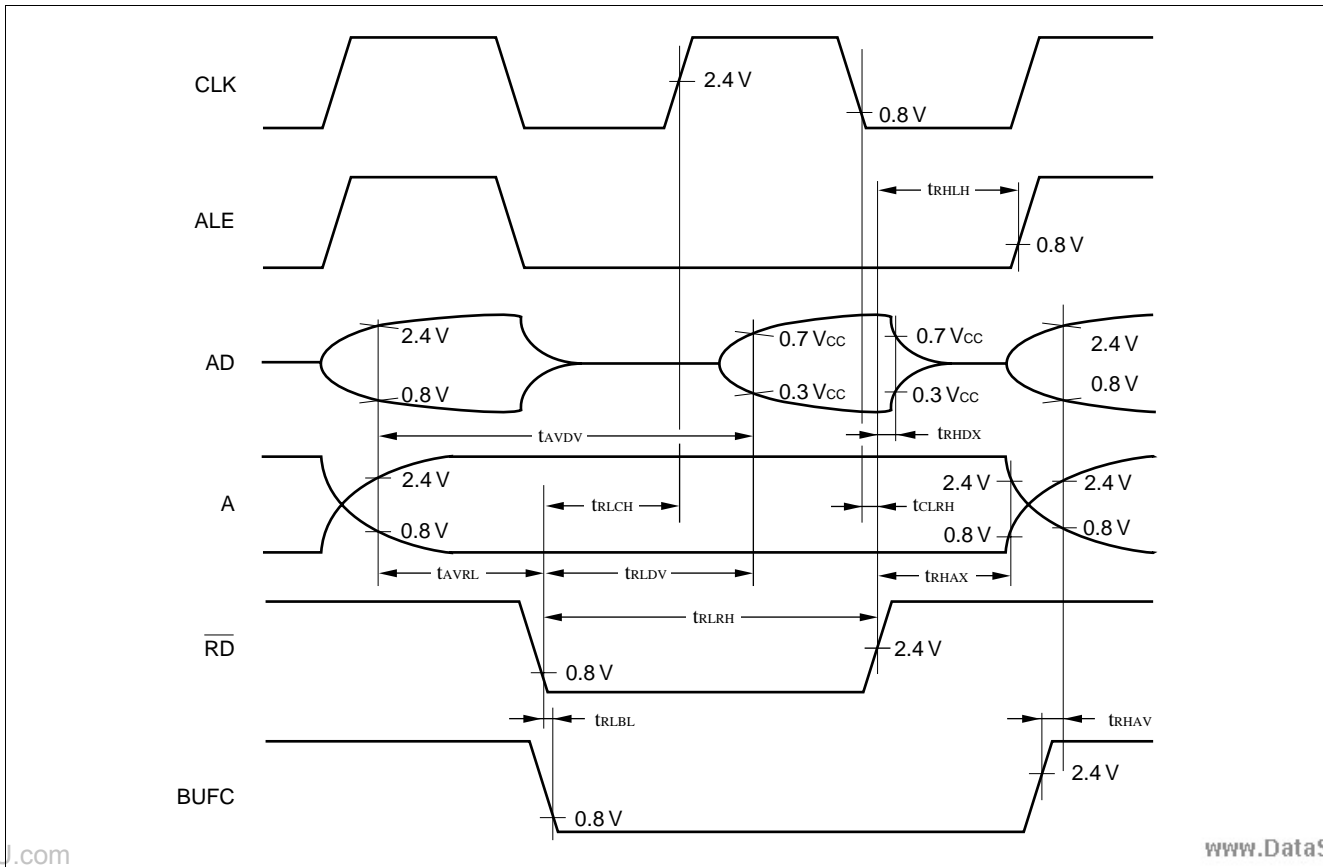 CLK
2.4 V
0.8 V
tRHLH
ALE
0.8 V
2.4 V
0.7 VCC
0.7 VCC
2.4 V
AD
0.8 V
0.3 VCC
0.3 VCC
0.8 V
tAVDV
tRHDX
2.4 V
2.4 V
2.4 V
A
tRLCH
tCLRH
0.8 V
0.8 V
0.8 V
tAVRL
tRLDV
tRHAX
tRLRH
RD
2.4 V
0.8 V
tRLBL
tRHAV
2.4 V
BUFC
0.8 V
J.com
www.DataS